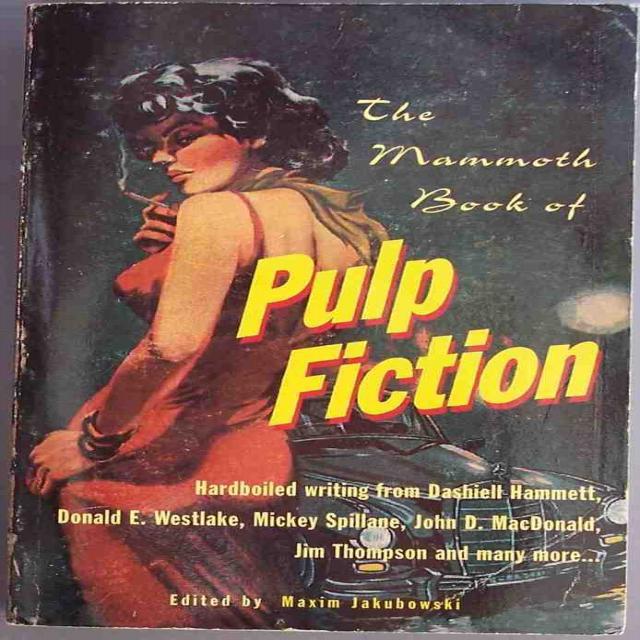 The
Mammoth
Book of
Pulp
Fiction
Hardboiled writing from Dashiell Hammett,
Donald E. Westlake, Mickey Spillane, John D. MacDonald,
Jim Thompson and many more...
Edited by Maxim Jakubowski